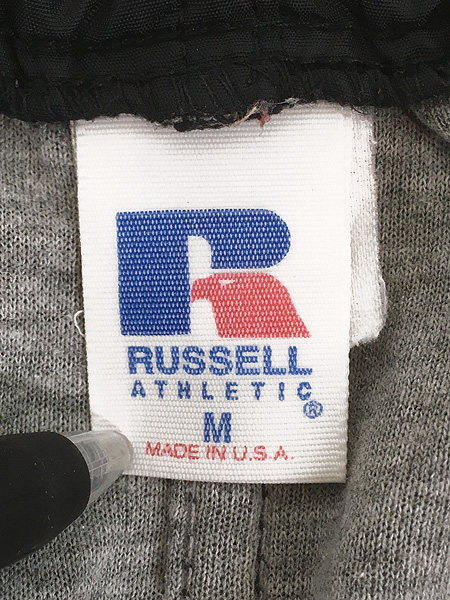 R
RUSSELL
ATHLETIC
®
M
MADE IN U.S.A.